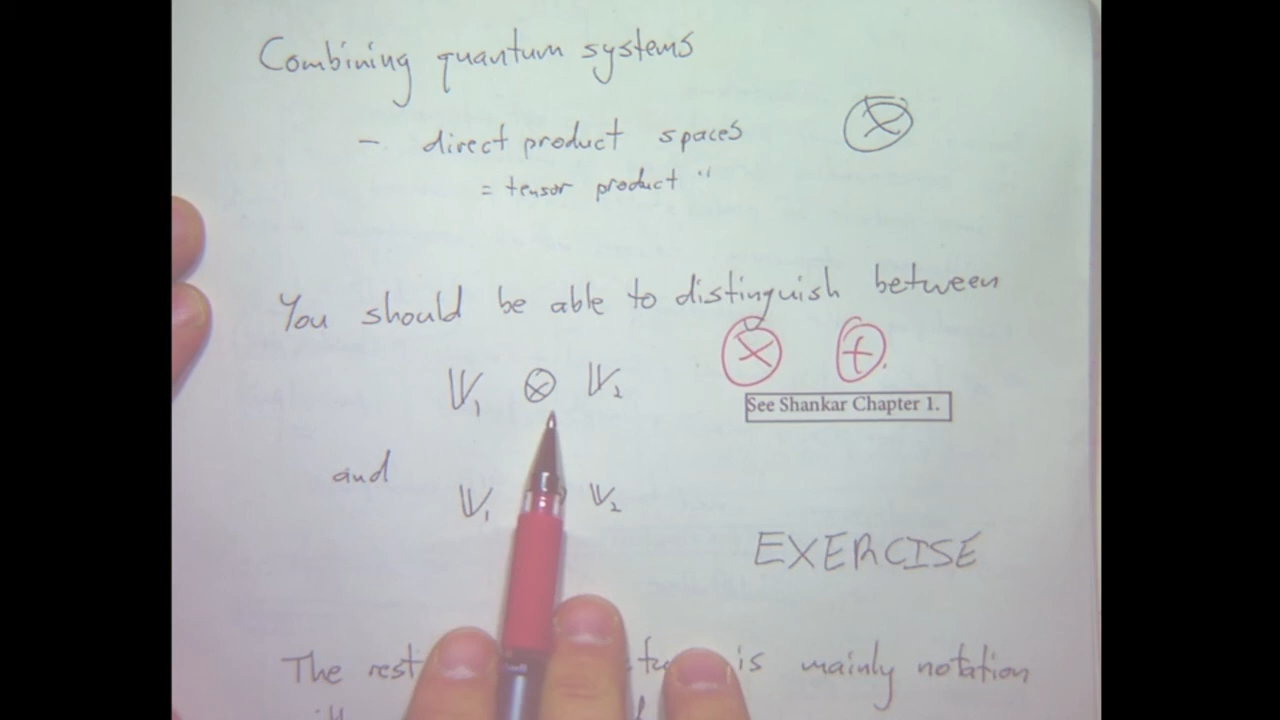 Combining quantum systems
- direct product spaces ⊗
= tensor product "
You should be able to distinguish between
⊗ ⊕.
𝕍₁ ⊗ 𝕍₂
See Shankar Chapter 1.
and
𝕍₁ 𝕍₂
EXERCISE
The rest is mainly notation